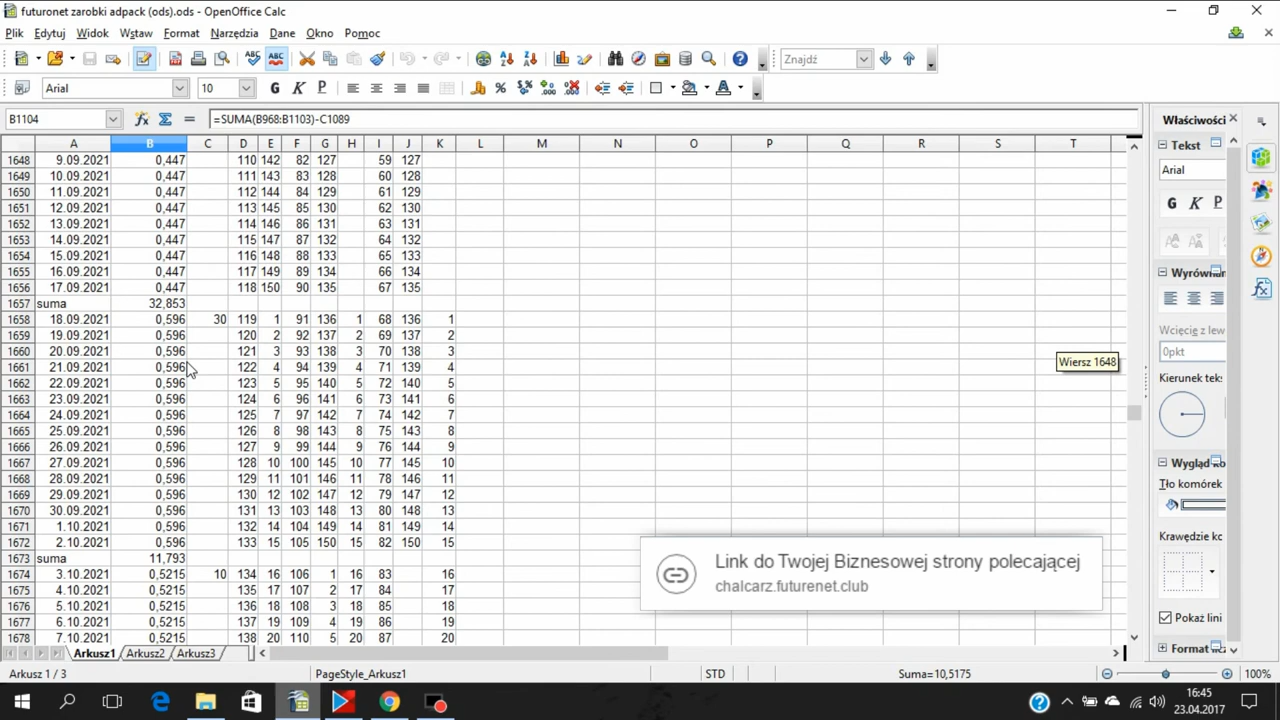 futuronet zarobki adpack (ods).ods - OpenOffice Calc
Plik Edytuj Widok Wstaw Format Narzędzia Dane Okno Pomoc
Znajdź
Arial 10 G K P
B1104 =SUMA(B968:B1103)-C1089
A B C D E F G H I J K L M N O P Q R S T
1648 9.09.2021 0,447 110 142 82 127 59 127
1649 10.09.2021 0,447 111 143 83 128 60 128
1650 11.09.2021 0,447 112 144 84 129 61 129
1651 12.09.2021 0,447 113 145 85 130 62 130
1652 13.09.2021 0,447 114 146 86 131 63 131
1653 14.09.2021 0,447 115 147 87 132 64 132
1654 15.09.2021 0,447 116 148 88 133 65 133
1655 16.09.2021 0,447 117 149 89 134 66 134
1656 17.09.2021 0,447 118 150 90 135 67 135
1657 suma 32,853
1658 18.09.2021 0,596 30 119 1 91 136 1 68 136 1
1659 19.09.2021 0,596 120 2 92 137 2 69 137 2
1660 20.09.2021 0,596 121 3 93 138 3 70 138 3
1661 21.09.2021 0,596 122 4 94 139 4 71 139 4
1662 22.09.2021 0,596 123 5 95 140 5 72 140 5
1663 23.09.2021 0,596 124 6 96 141 6 73 141 6
1664 24.09.2021 0,596 125 7 97 142 7 74 142 7
1665 25.09.2021 0,596 126 8 98 143 8 75 143 8
1666 26.09.2021 0,596 127 9 99 144 9 76 144 9
1667 27.09.2021 0,596 128 10 100 145 10 77 145 10
1668 28.09.2021 0,596 129 11 101 146 11 78 146 11
1669 29.09.2021 0,596 130 12 102 147 12 79 147 12
1670 30.09.2021 0,596 131 13 103 148 13 80 148 13
1671 1.10.2021 0,596 132 14 104 149 14 81 149 14
1672 2.10.2021 0,596 133 15 105 150 15 82 150 15
1673 suma 11,793
1674 3.10.2021 0,5215 10 134 16 106 1 16 83 16
1675 4.10.2021 0,5215 135 17 107 2 17 84 17
1676 5.10.2021 0,5215 136 18 108 3 18 85 18
1677 6.10.2021 0,5215 137 19 109 4 19 86 19
1678 7.10.2021 0,5215 138 20 110 5 20 87 20
Wiersz 1648
Link do Twojej Biznesowej strony polecającej
chalcarz.futurenet.club
Właściwości
Tekst
Arial
G K P
Wyrówna
Wcięcie z lew
0pkt
Kierunek teks
Wygląd ko
Tło komórek
Krawędzie kc
Pokaż lini
Format licz
Arkusz1 Arkusz2 Arkusz3
Arkusz 1 / 3 PageStyle_Arkusz1 STD Suma=10,5175 100%
16:45
23.04.2017